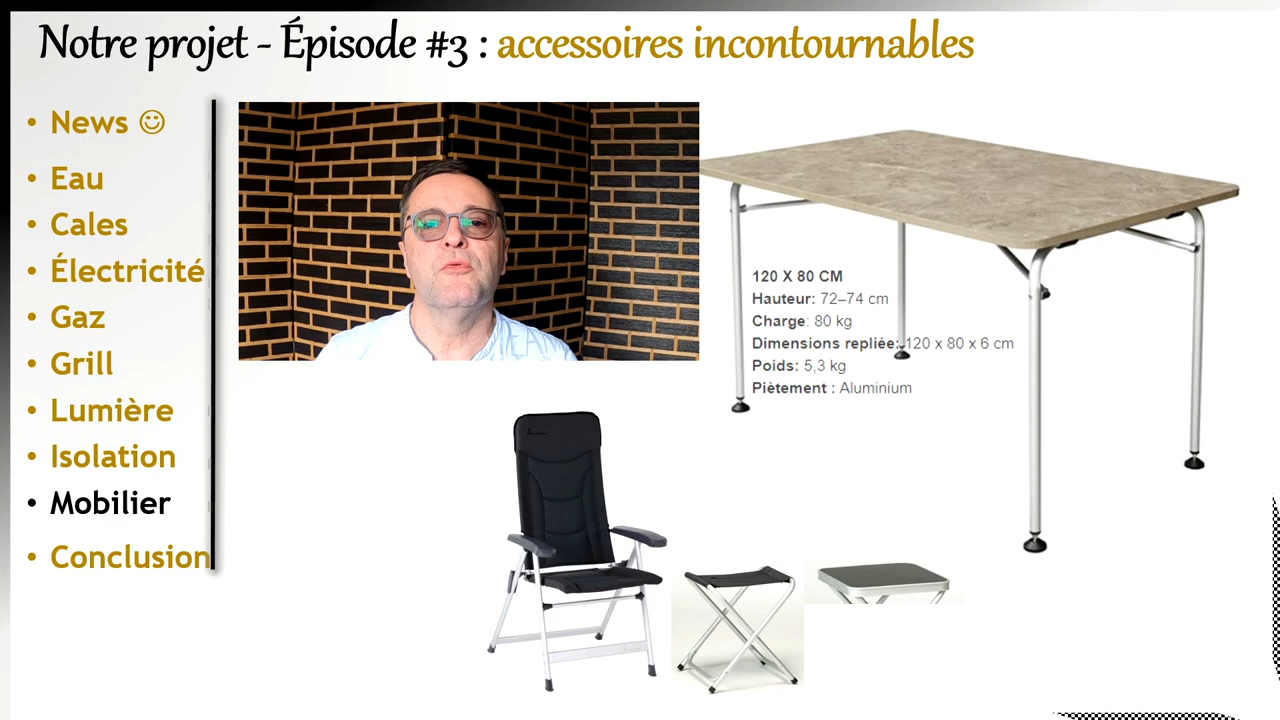 Notre projet - Épisode #3 : accessoires incontournables
• News ☺
• Eau
• Cales
• Électricité
• Gaz
• Grill
• Lumière
• Isolation
• Mobilier
• Conclusion
120 X 80 CM
Hauteur: 72–74 cm
Charge: 80 kg
Dimensions repliée: 120 x 80 x 6 cm
Poids: 5,3 kg
Piètement : Aluminium